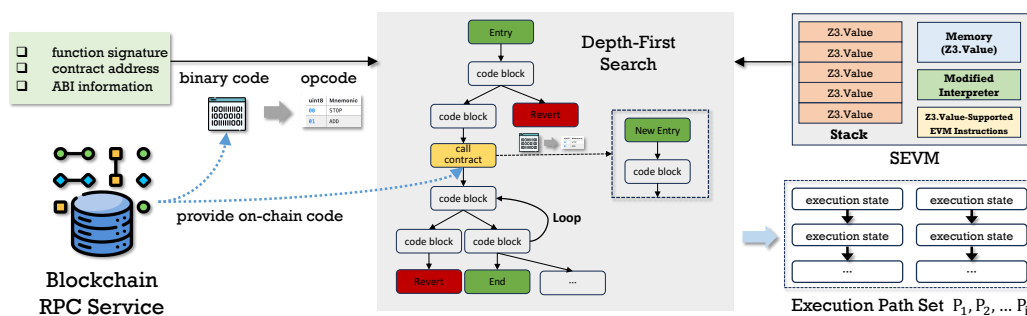 ❑ function signature
❑ contract address
❑ ABI information
binary code
opcode
uint8 Mnemonic
00 STOP
01 ADD
Blockchain
RPC Service
provide on-chain code
Depth-First
Search
Entry
code block
code block
Revert
call
contract
New Entry
code block
code block
Loop
code block
code block
Revert
End
...
Z3.Value
Z3.Value
Z3.Value
Z3.Value
Z3.Value
Stack
Memory
(Z3.Value)
Modified
Interpreter
Z3.Value-Supported
EVM Instructions
SEVM
execution state
execution state
execution state
execution state
...
...
Execution Path Set P1, P2, ... Pi